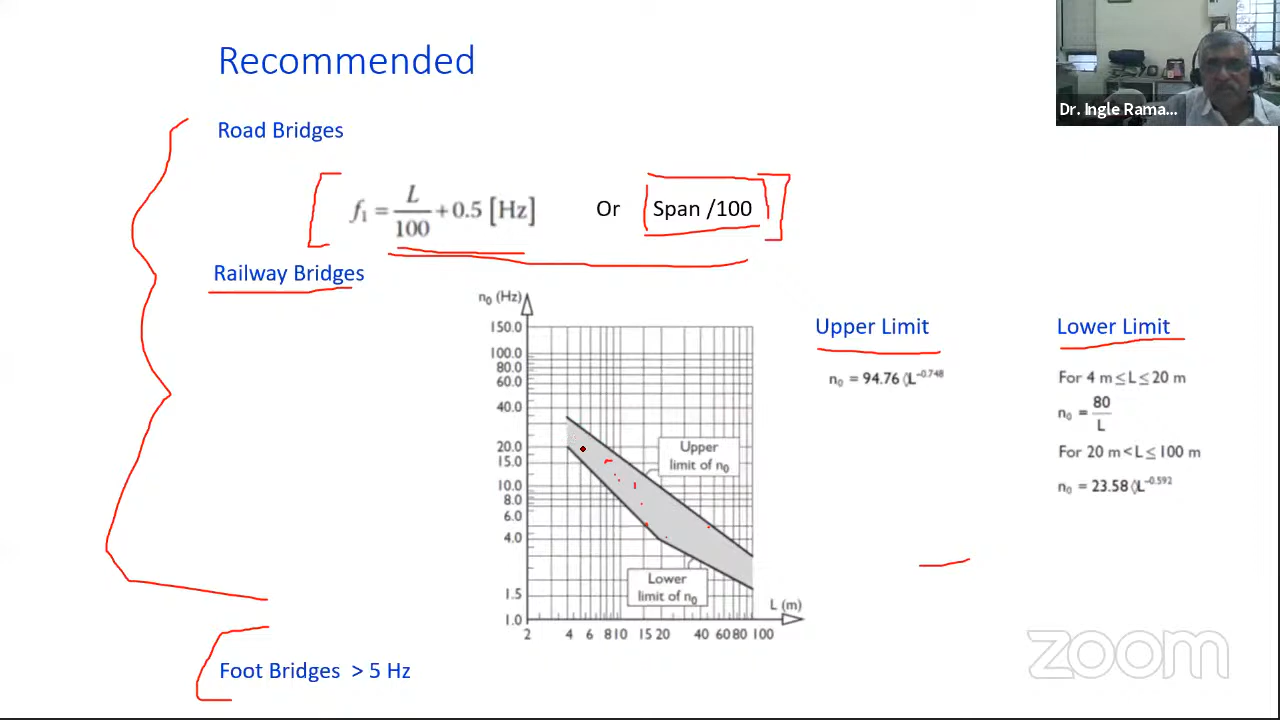 Recommended
Dr. Ingle Rama...
Road Bridges
f₁ = L/100 + 0.5 [Hz] Or Span /100
Railway Bridges
n₀ (Hz)
150.0
100.0
80.0
60.0
40.0
20.0
15.0
10.0
8.0
6.0
4.0
1.5
1.0
Upper
limit of n₀
Lower
limit of n₀
L (m)
2 4 6 8 10 15 20 40 60 80 100
Upper Limit
n₀ = 94.76 L^-0.748
Lower Limit
For 4 m ≤ L ≤ 20 m
n₀ = 80/L
For 20 m < L ≤ 100 m
n₀ = 23.58 L^-0.592
Foot Bridges > 5 Hz
zoom